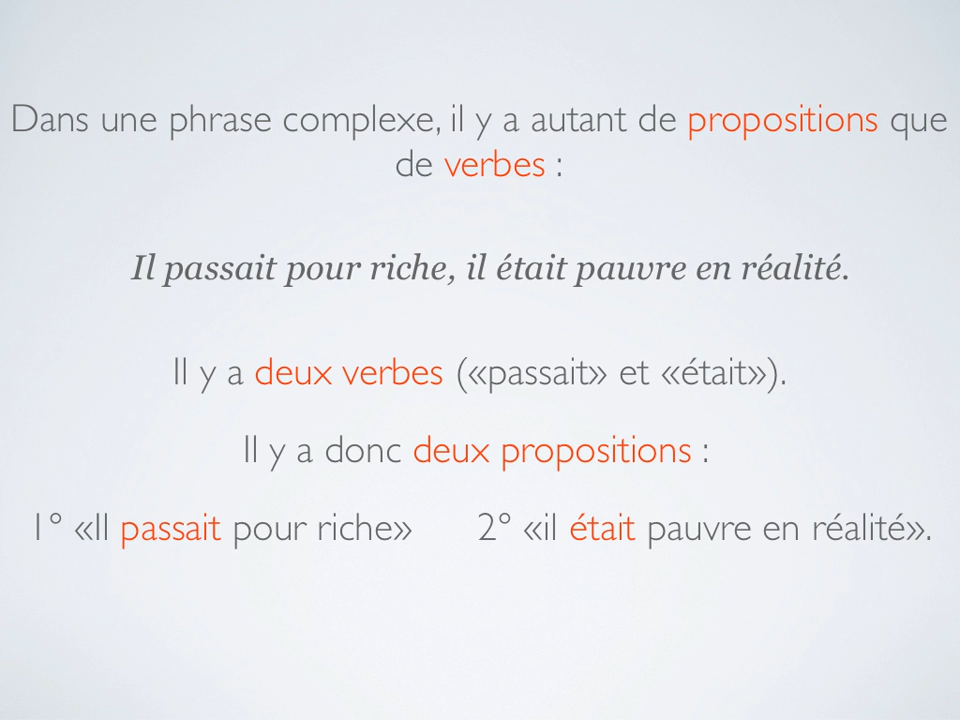 Dans une phrase complexe, il y a autant de propositions que
de verbes :
Il passait pour riche, il était pauvre en réalité.
Il y a deux verbes («passait» et «était»).
Il y a donc deux propositions :
1° «Il passait pour riche» 2° «il était pauvre en réalité».